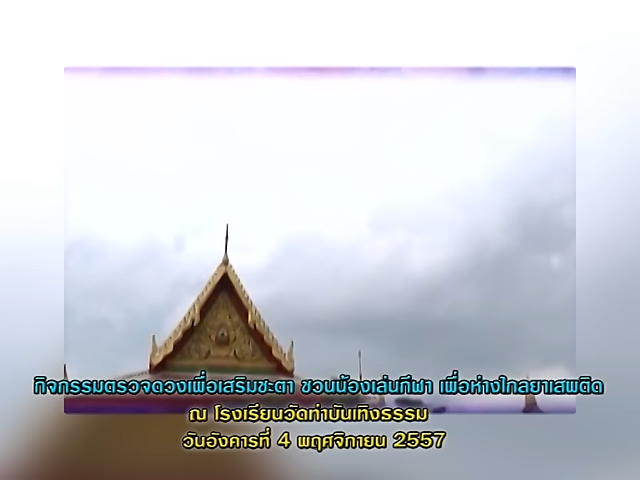 กิจกรรมตรวจดวงเพื่อเสริมชะตา ชวนน้องเล่นกีฬา เพื่อห่างไกลยาเสพติด
ณ โรงเรียนวัดท่าบันเทิงธรรม
วันอังคารที่ 4 พฤศจิกายน 2557